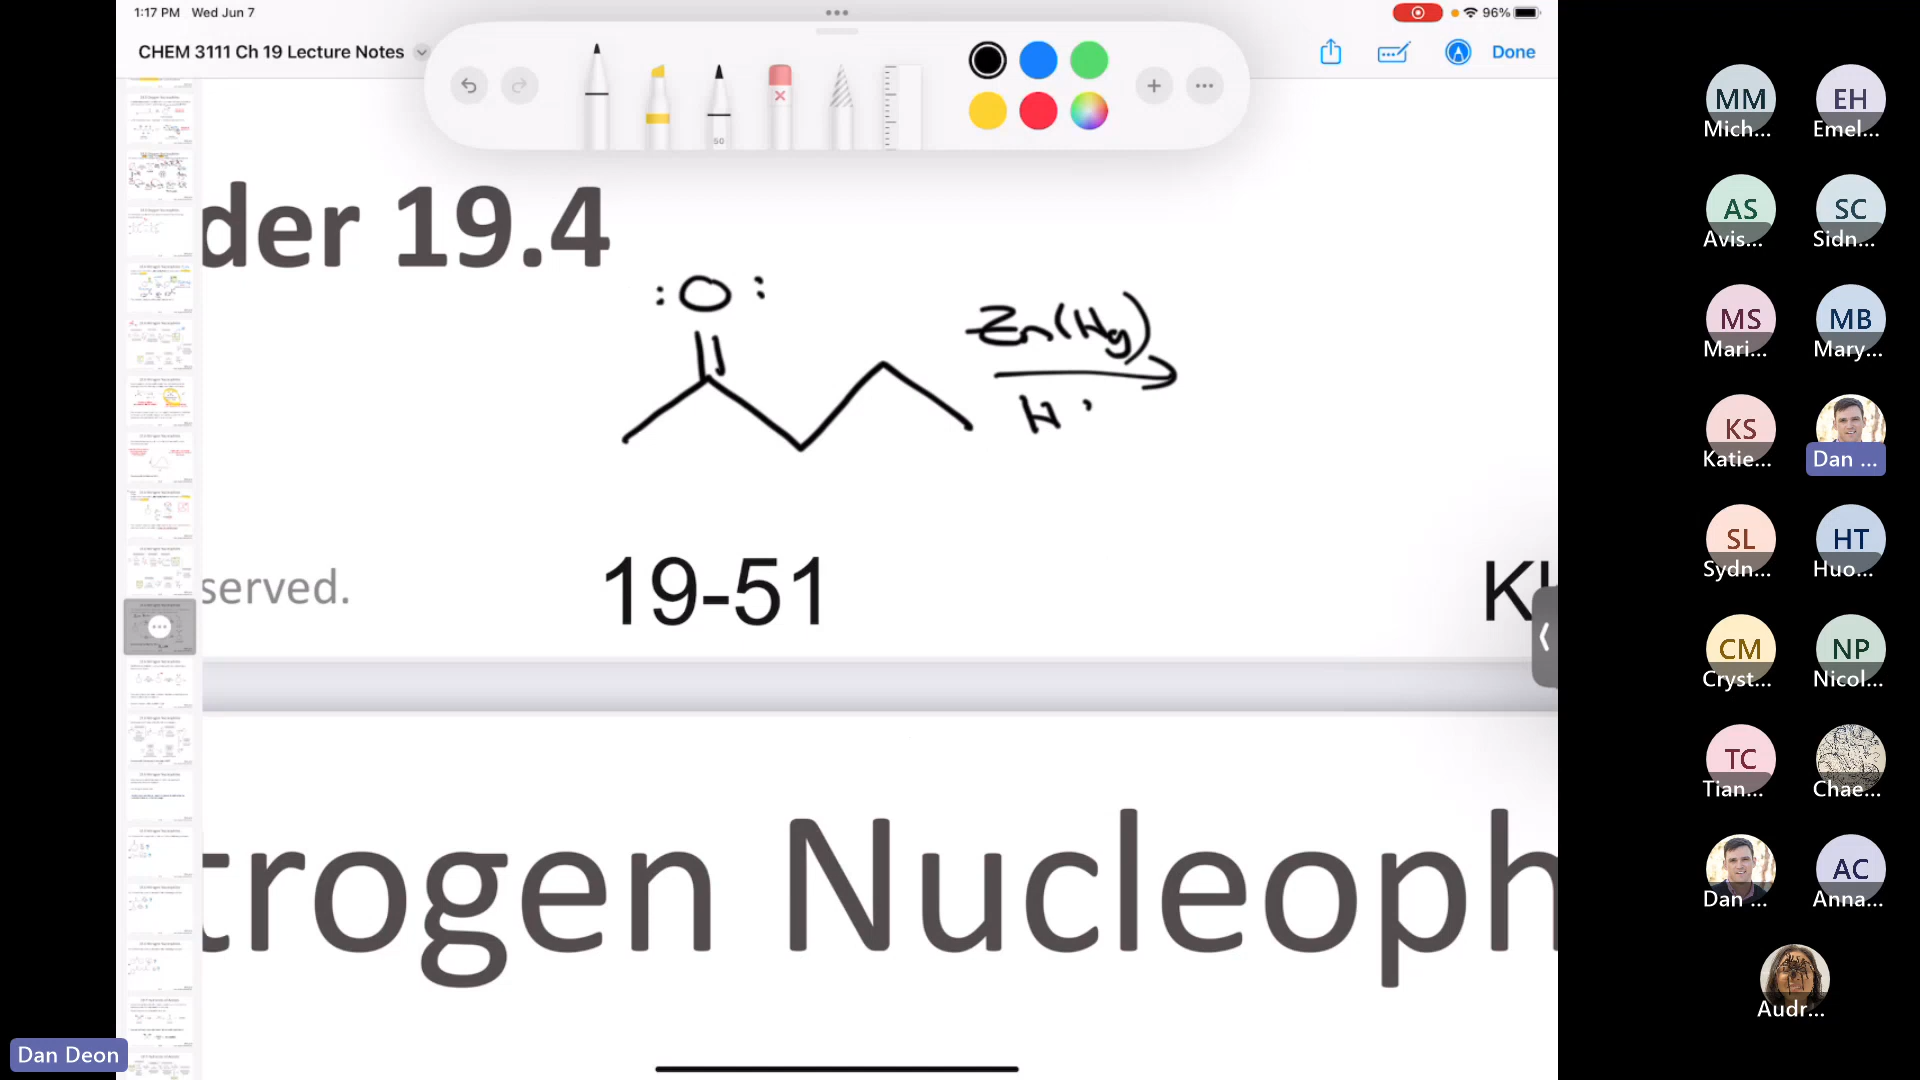 1:17 PM Wed Jun 7
96%
CHEM 3111 Ch 19 Lecture Notes
Done
50
der 19.4
:O:
Zn(Hg)
H
served.
19-51
Kl
trogen Nucleoph
MM
Mich...
EH
Emel...
AS
Avis...
SC
Sidn...
MS
Mari...
MB
Mary...
KS
Katie...
Dan ...
SL
Sydn...
HT
Huo...
CM
Cryst...
NP
Nicol...
TC
Tian...
Chae...
Dan ...
AC
Anna...
Audr...
Dan Deon